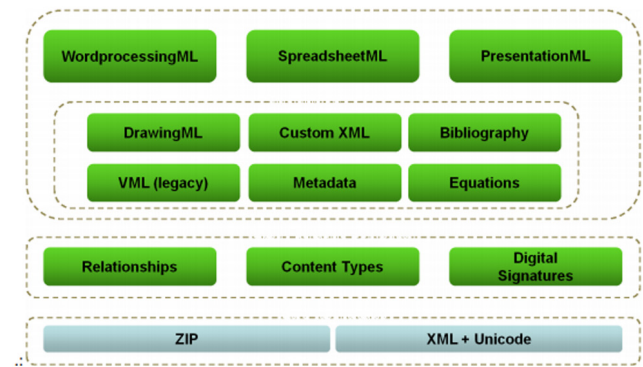 WordprocessingML
SpreadsheetML
PresentationML
DrawingML
Custom XML
Bibliography
VML (legacy)
Metadata
Equations
Relationships
Content Types
Digital
Signatures
ZIP
XML + Unicode